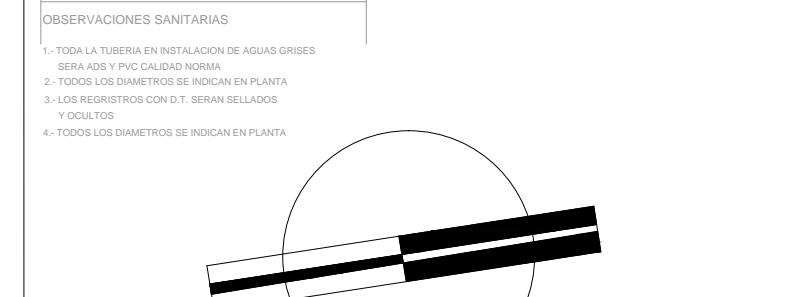 OBSERVACIONES SANITARIAS
1.- TODA LA TUBERIA EN INSTALACION DE AGUAS GRISES
SERA ADS Y PVC CALIDAD NORMA
2.- TODOS LOS DIAMETROS SE INDICAN EN PLANTA
3.- LOS REGRISTROS CON D.T. SERAN SELLADOS
Y OCULTOS
4.- TODOS LOS DIAMETROS SE INDICAN EN PLANTA